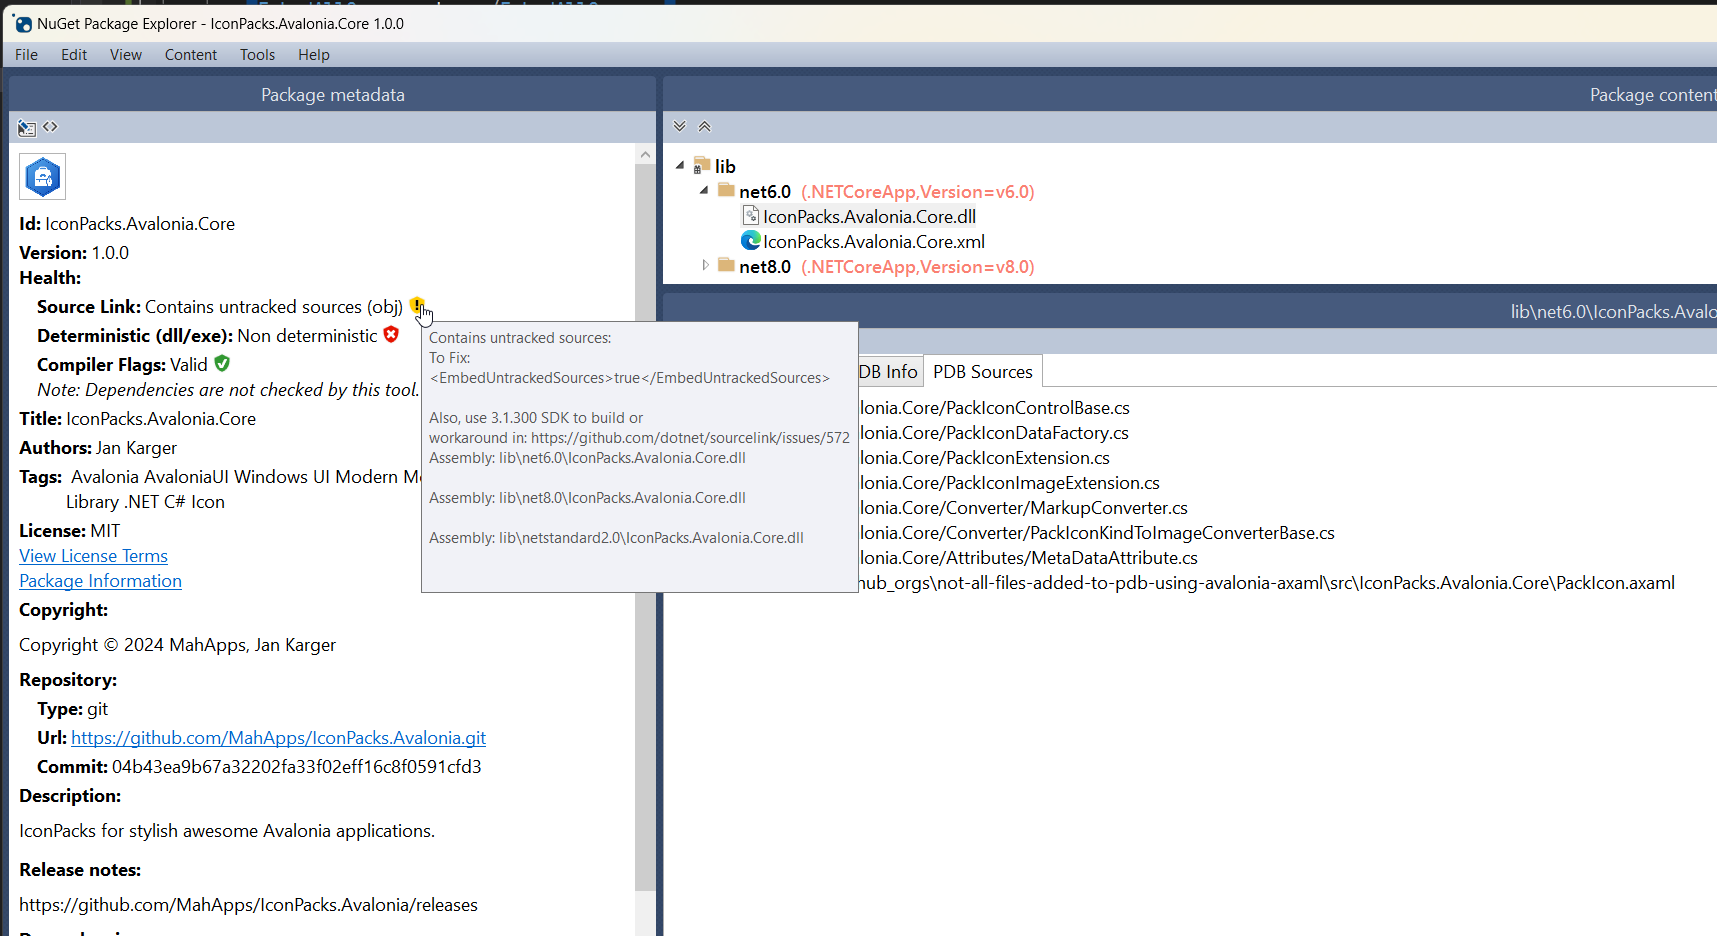 NuGet Package Explorer - IconPacks.Avalonia.Core 1.0.0
File Edit View Content Tools Help
Package metadata
Id: IconPacks.Avalonia.Core
Version: 1.0.0
Health:
Source Link: Contains untracked sources (obj)
Deterministic (dll/exe): Non deterministic
Compiler Flags: Valid
Note: Dependencies are not checked by this tool.
Title: IconPacks.Avalonia.Core
Authors: Jan Karger
Tags: Avalonia AvaloniaUI Windows UI Modern
Library .NET C# Icon
License: MIT
View License Terms
Package Information
Copyright:
Copyright © 2024 MahApps, Jan Karger
Repository:
Type: git
Url: https://github.com/MahApps/IconPacks.Avalonia.git
Commit: 04b43ea9b67a32202fa33f02eff16c8f0591cfd3
Description:
IconPacks for stylish awesome Avalonia applications.
Release notes:
https://github.com/MahApps/IconPacks.Avalonia/releases
Contains untracked sources:
To Fix:
<EmbedUntrackedSources>true</EmbedUntrackedSources>
Also, use 3.1.300 SDK to build or
workaround in: https://github.com/dotnet/sourcelink/issues/572
Assembly: lib\net6.0\IconPacks.Avalonia.Core.dll
Assembly: lib\net8.0\IconPacks.Avalonia.Core.dll
Assembly: lib\netstandard2.0\IconPacks.Avalonia.Core.dll
Package content
lib
net6.0 (.NETCoreApp,Version=v6.0)
IconPacks.Avalonia.Core.dll
IconPacks.Avalonia.Core.xml
net8.0 (.NETCoreApp,Version=v8.0)
lib\net6.0\IconPacks.Avalo
DB Info PDB Sources
lonia.Core/PackIconControlBase.cs
lonia.Core/PackIconDataFactory.cs
lonia.Core/PackIconExtension.cs
lonia.Core/PackIconImageExtension.cs
lonia.Core/Converter/MarkupConverter.cs
lonia.Core/Converter/PackIconKindToImageConverterBase.cs
lonia.Core/Attributes/MetaDataAttribute.cs
hub_orgs\not-all-files-added-to-pdb-using-avalonia-axaml\src\IconPacks.Avalonia.Core\PackIcon.axaml